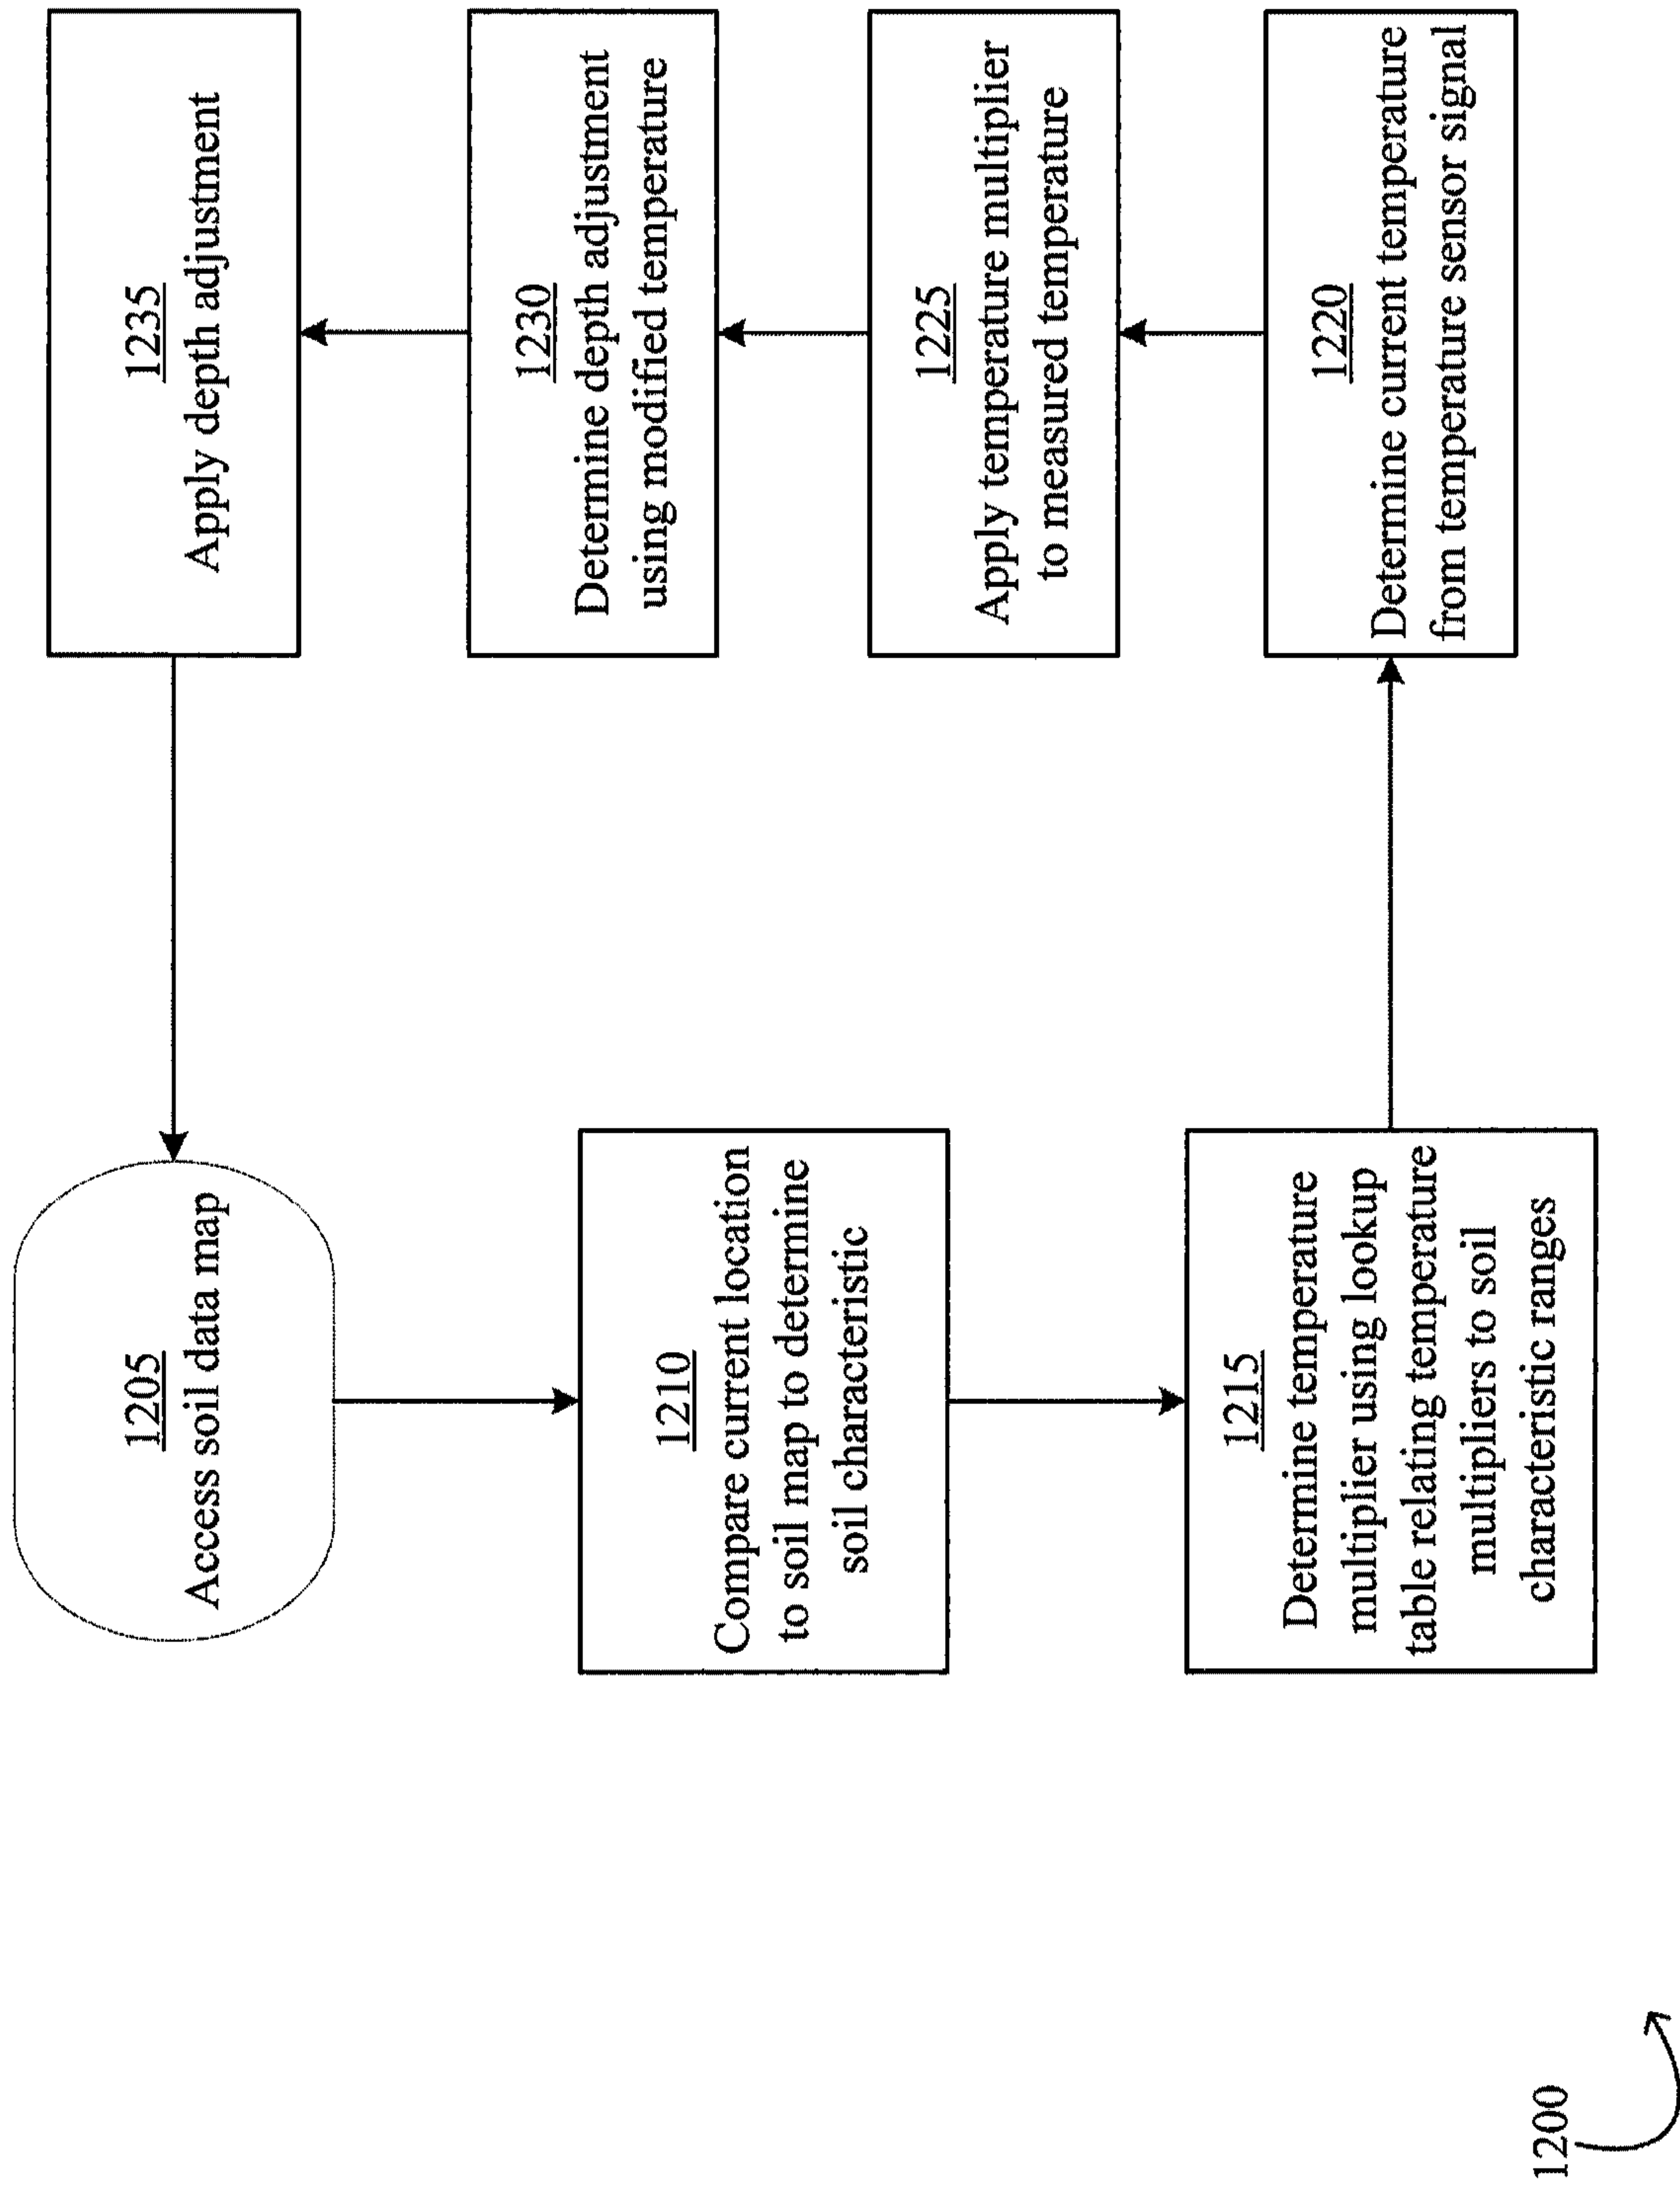 1205
Access soil data map
1210
Compare current location
to soil map to determine
soil characteristic
1215
Determine temperature
multiplier using lookup
table relating temperature
multipliers to soil
characteristic ranges
1220
Determine current temperature
from temperature sensor signal
1225
Apply temperature multiplier
to measured temperature
1230
Determine depth adjustment
using modified temperature
1235
Apply depth adjustment
1200